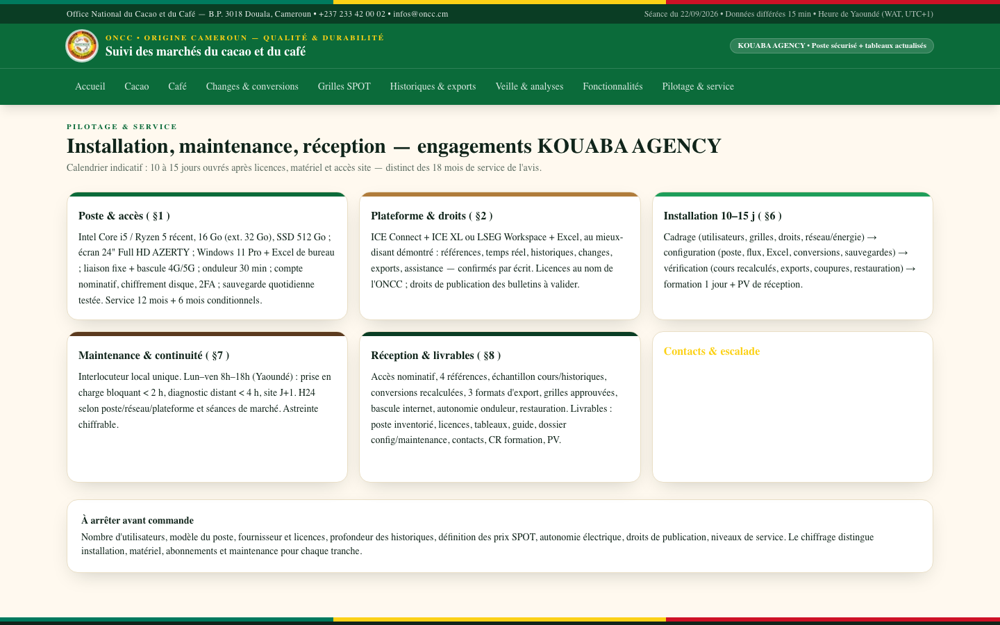 Office National du Cacao et du Café — B.P. 3018 Douala, Cameroun • +237 233 42 00 02 • infos@oncc.cm
Séance du 22/09/2026 • Données différées 15 min • Heure de Yaoundé (WAT, UTC+1)
ONCC • ORIGINE CAMEROUN — QUALITÉ & DURABILITÉ
Suivi des marchés du cacao et du café
KOUABA AGENCY • Poste sécurisé + tableaux actualisés
Accueil Cacao Café Changes & conversions Grilles SPOT Historiques & exports Veille & analyses Fonctionnalités Pilotage & service
PILOTAGE & SERVICE
Installation, maintenance, réception — engagements KOUABA AGENCY
Calendrier indicatif : 10 à 15 jours ouvrés après licences, matériel et accès site — distinct des 18 mois de service de l'avis.
Poste & accès ( §1 )
Intel Core i5 / Ryzen 5 récent, 16 Go (ext. 32 Go), SSD 512 Go ;
écran 24" Full HD AZERTY ; Windows 11 Pro + Excel de bureau
; liaison fixe + bascule 4G/5G ; onduleur 30 min ; compte
nominatif, chiffrement disque, 2FA ; sauvegarde quotidienne
testée. Service 12 mois + 6 mois conditionnels.
Plateforme & droits ( §2 )
ICE Connect + ICE XL ou LSEG Workspace + Excel, au mieux-
disant démontré : références, temps réel, historiques, changes,
exports, assistance — confirmés par écrit. Licences au nom de
l'ONCC ; droits de publication des bulletins à valider.
Installation 10–15 j ( §6 )
Cadrage (utilisateurs, grilles, droits, réseau/énergie) →
configuration (poste, flux, Excel, conversions, sauvegardes) →
vérification (cours recalculés, exports, coupures, restauration) →
formation 1 jour + PV de réception.
Maintenance & continuité ( §7 )
Interlocuteur local unique. Lun–ven 8h–18h (Yaoundé) : prise en
charge bloquant < 2 h, diagnostic distant < 4 h, site J+1. H24
selon poste/réseau/plateforme et séances de marché. Astreinte
chiffrable.
Réception & livrables ( §8 )
Accès nominatif, 4 références, échantillon cours/historiques,
conversions recalculées, 3 formats d'export, grilles approuvées,
bascule internet, autonomie onduleur, restauration. Livrables :
poste inventorié, licences, tableaux, guide, dossier
config/maintenance, contacts, CR formation, PV.
Contacts & escalade
À arrêter avant commande
Nombre d'utilisateurs, modèle du poste, fournisseur et licences, profondeur des historiques, définition des prix SPOT, autonomie électrique, droits de publication, niveaux de service. Le chiffrage distingue
installation, matériel, abonnements et maintenance pour chaque tranche.